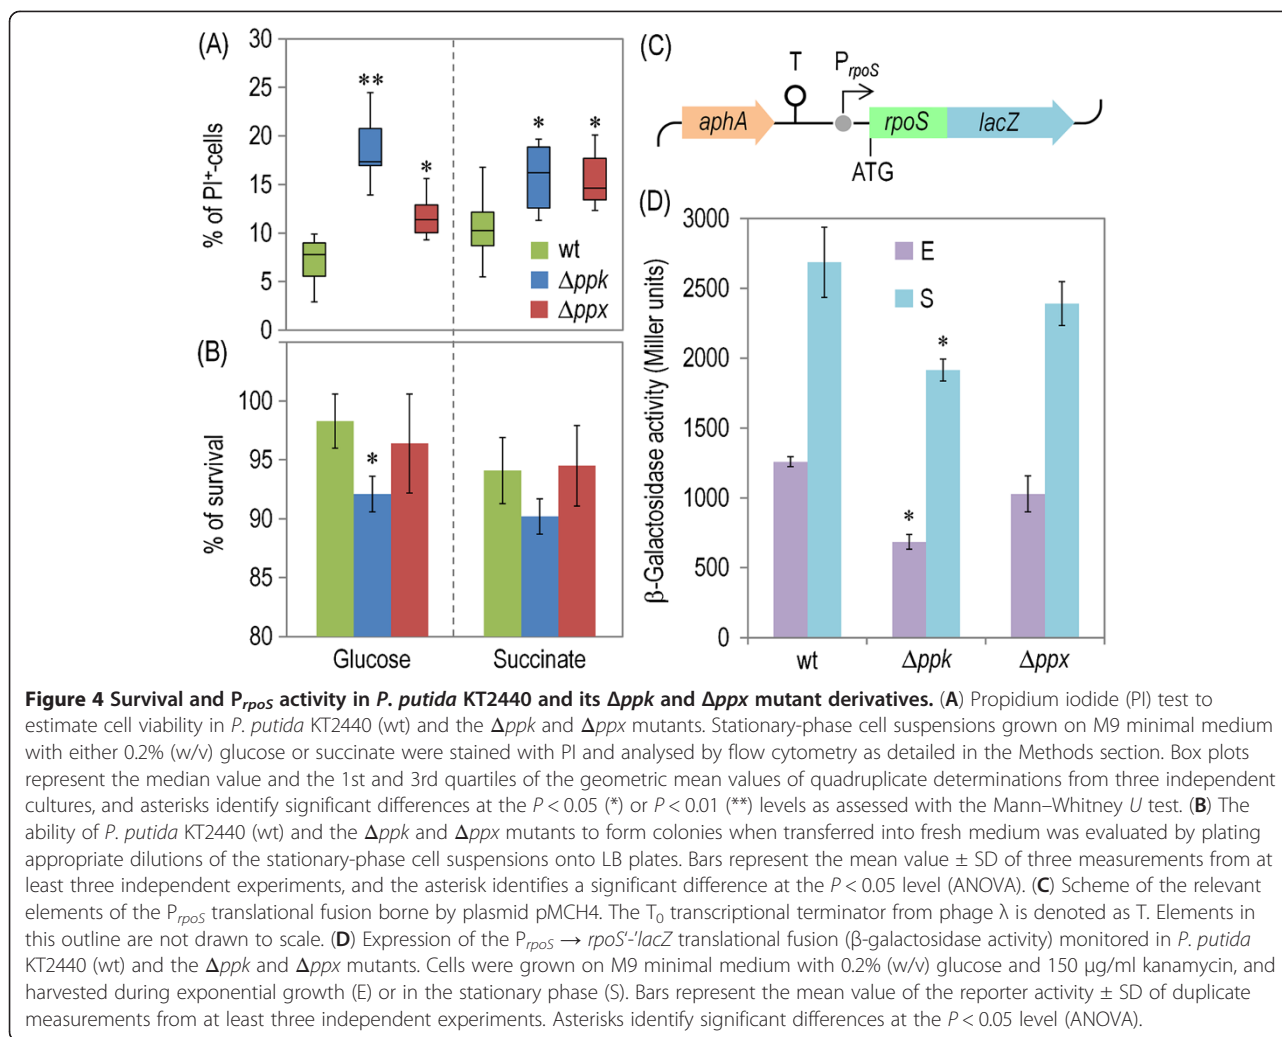 (A)
30
25
20
15
10
5
0
% of PI⁺-cells
**
*
*
*
wt
Δppk
Δppx
(B)
100
95
90
85
80
% of survival
*
Glucose
Succinate
(C)
T
PrpoS
aphA
rpoS
lacZ
ATG
(D)
3000
2500
2000
1500
1000
500
0
β-Galactosidase activity (Miller units)
E
S
*
*
wt
Δppk
Δppx
Figure 4 Survival and PrpoS activity in P. putida KT2440 and its Δppk and Δppx mutant derivatives. (A) Propidium iodide (PI) test to
estimate cell viability in P. putida KT2440 (wt) and the Δppk and Δppx mutants. Stationary-phase cell suspensions grown on M9 minimal medium
with either 0.2% (w/v) glucose or succinate were stained with PI and analysed by flow cytometry as detailed in the Methods section. Box plots
represent the median value and the 1st and 3rd quartiles of the geometric mean values of quadruplicate determinations from three independent
cultures, and asterisks identify significant differences at the P < 0.05 (*) or P < 0.01 (**) levels as assessed with the Mann–Whitney U test. (B) The
ability of P. putida KT2440 (wt) and the Δppk and Δppx mutants to form colonies when transferred into fresh medium was evaluated by plating
appropriate dilutions of the stationary-phase cell suspensions onto LB plates. Bars represent the mean value ± SD of three measurements from at
least three independent experiments, and the asterisk identifies a significant difference at the P < 0.05 level (ANOVA). (C) Scheme of the relevant
elements of the PrpoS translational fusion borne by plasmid pMCH4. The T₀ transcriptional terminator from phage λ is denoted as T. Elements in
this outline are not drawn to scale. (D) Expression of the PrpoS → rpoS'-'lacZ translational fusion (β-galactosidase activity) monitored in P. putida
KT2440 (wt) and the Δppk and Δppx mutants. Cells were grown on M9 minimal medium with 0.2% (w/v) glucose and 150 μg/ml kanamycin, and
harvested during exponential growth (E) or in the stationary phase (S). Bars represent the mean value of the reporter activity ± SD of duplicate
measurements from at least three independent experiments. Asterisks identify significant differences at the P < 0.05 level (ANOVA).